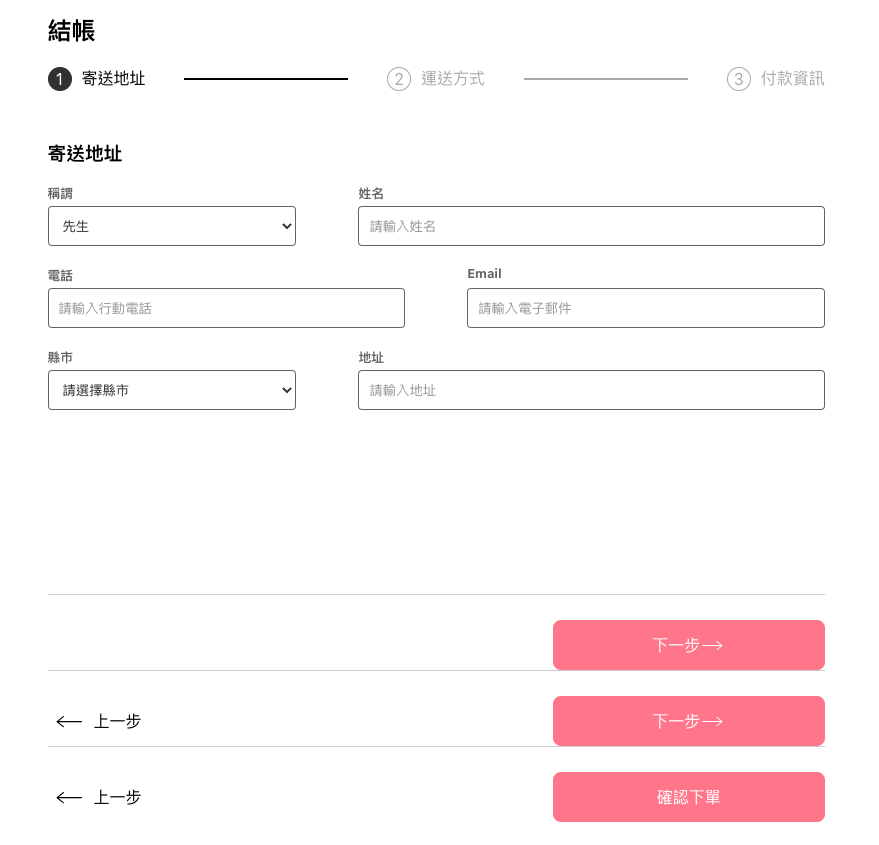 結帳
1 寄送地址 2 運送方式 3 付款資訊
寄送地址
稱謂 姓名
先生 請輸入姓名
電話 Email
請輸入行動電話 請輸入電子郵件
縣市 地址
請選擇縣市 請輸入地址
下一步
上一步 下一步
上一步 確認下單